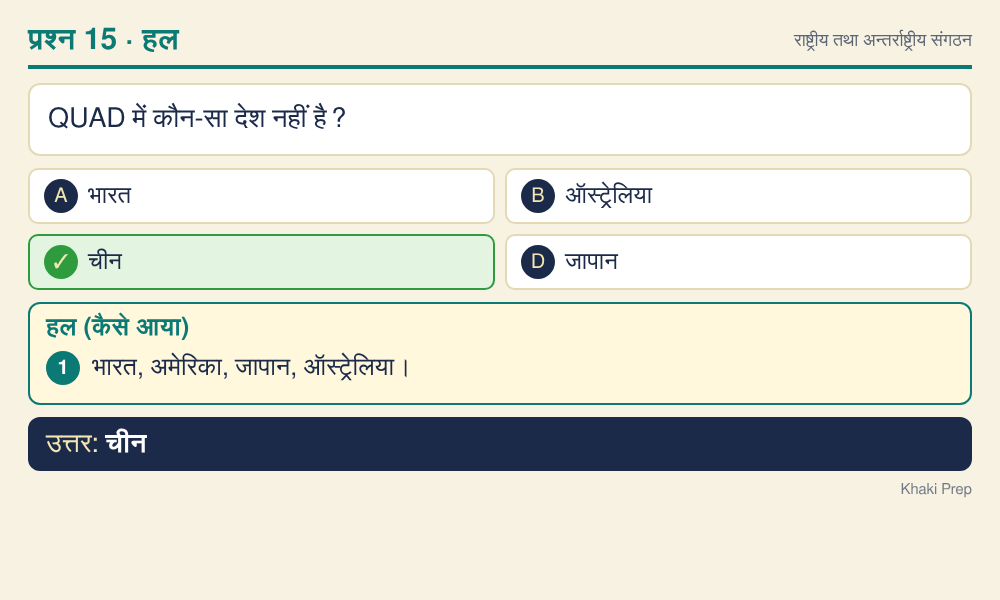 प्रश्न 15 · हल
राष्ट्रीय तथा अन्तर्राष्ट्रीय संगठन
QUAD में कौन-सा देश नहीं है ?
A भारत
B ऑस्ट्रेलिया
✓ चीन
D जापान
हल (कैसे आया)
1 भारत, अमेरिका, जापान, ऑस्ट्रेलिया।
उत्तर: चीन
Khaki Prep